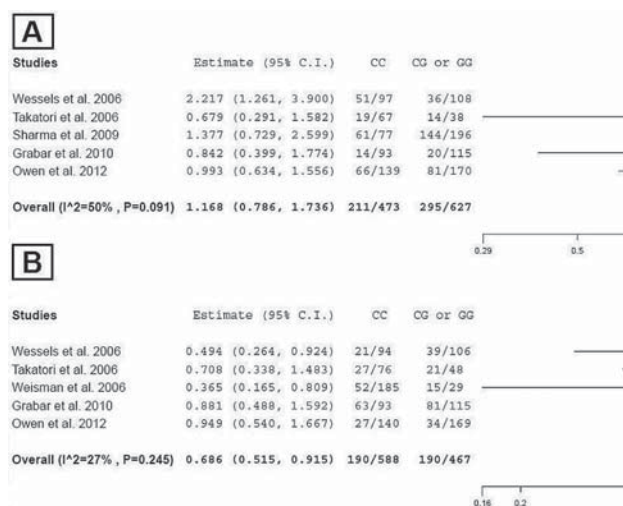 A
Studies Estimate (95% C.I.) CC CG or GG
Wessels et al. 2006 2.217 (1.261, 3.900) 51/97 36/108
Takatori et al. 2006 0.679 (0.291, 1.582) 19/67 14/38
Sharma et al. 2009 1.377 (0.729, 2.599) 61/77 144/196
Grabar et al. 2010 0.842 (0.399, 1.774) 14/93 20/115
Owen et al. 2012 0.993 (0.634, 1.556) 66/139 81/170
Overall (I^2=50% , P=0.091) 1.168 (0.786, 1.736) 211/473 295/627
0.29 0.5
B
Studies Estimate (95% C.I.) CC CG or GG
Wessels et al. 2006 0.494 (0.264, 0.924) 21/94 39/106
Takatori et al. 2006 0.708 (0.338, 1.483) 27/76 21/48
Weisman et al. 2006 0.365 (0.165, 0.809) 52/185 15/29
Grabar et al. 2010 0.881 (0.488, 1.592) 63/93 81/115
Owen et al. 2012 0.949 (0.540, 1.667) 27/140 34/169
Overall (I^2=27% , P=0.245) 0.686 (0.515, 0.915) 190/588 190/467
0.16 0.2